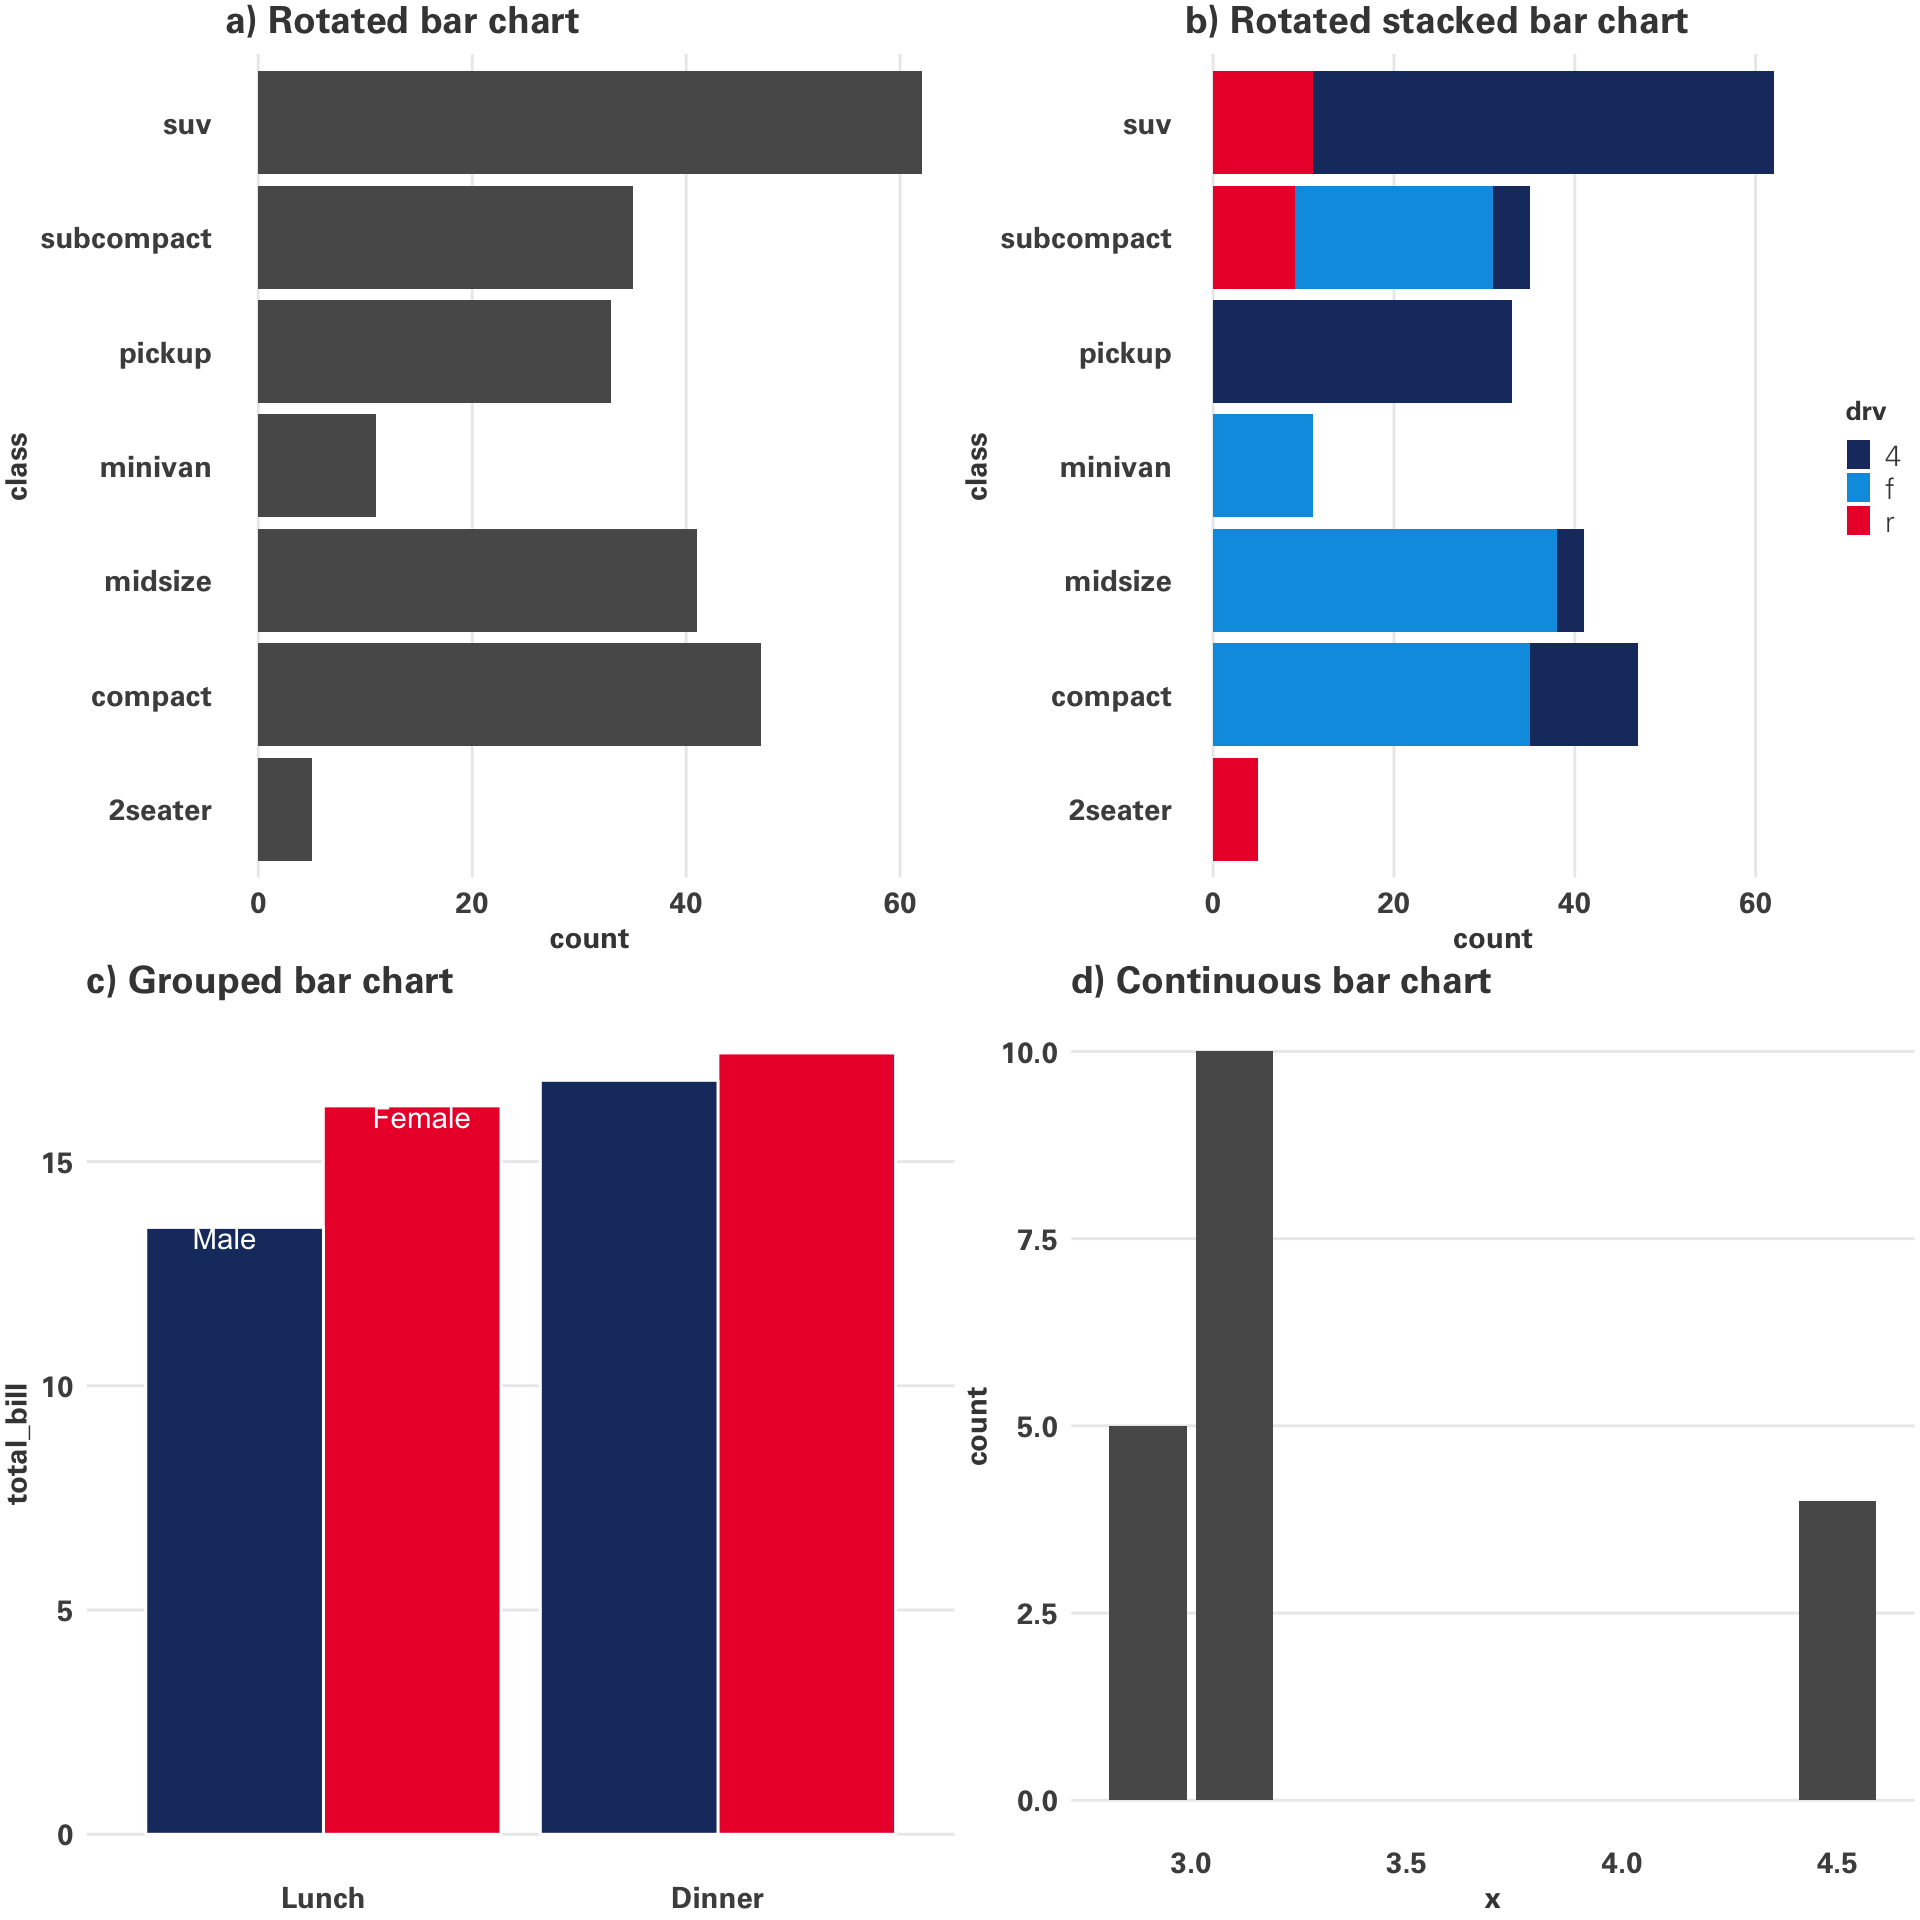 a) Rotated bar chart
class
suv
subcompact
pickup
minivan
midsize
compact
2seater
0 20 40 60
count
b) Rotated stacked bar chart
class
suv
subcompact
pickup
minivan
midsize
compact
2seater
0 20 40 60
count
drv
4
f
r
c) Grouped bar chart
total_bill
15
10
5
0
Male
Female
Lunch Dinner
d) Continuous bar chart
count
10.0
7.5
5.0
2.5
0.0
3.0 3.5 4.0 4.5
x